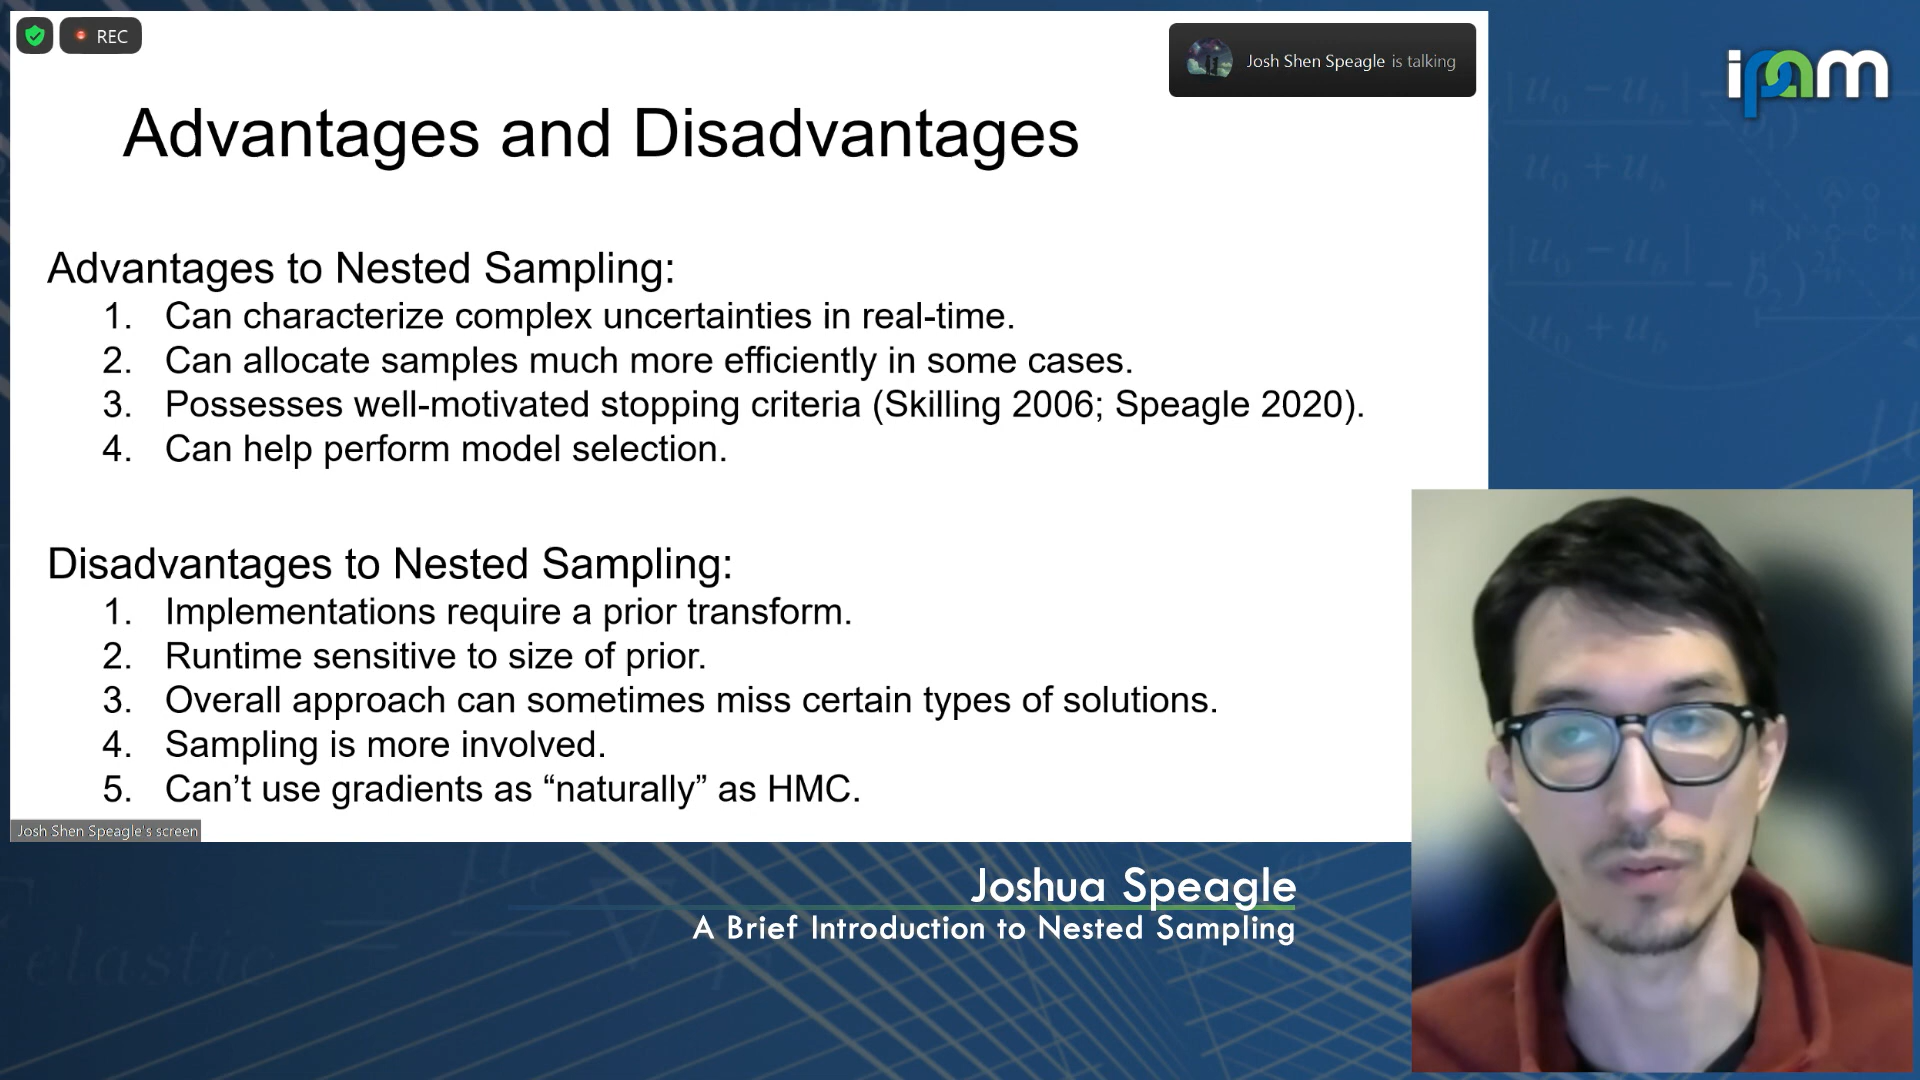 REC
Josh Shen Speagle is talking
ipam
Advantages and Disadvantages
Advantages to Nested Sampling:
1. Can characterize complex uncertainties in real-time.
2. Can allocate samples much more efficiently in some cases.
3. Possesses well-motivated stopping criteria (Skilling 2006; Speagle 2020).
4. Can help perform model selection.
Disadvantages to Nested Sampling:
1. Implementations require a prior transform.
2. Runtime sensitive to size of prior.
3. Overall approach can sometimes miss certain types of solutions.
4. Sampling is more involved.
5. Can’t use gradients as “naturally” as HMC.
Josh Shen Speagle's screen
Joshua Speagle
A Brief Introduction to Nested Sampling
elastic